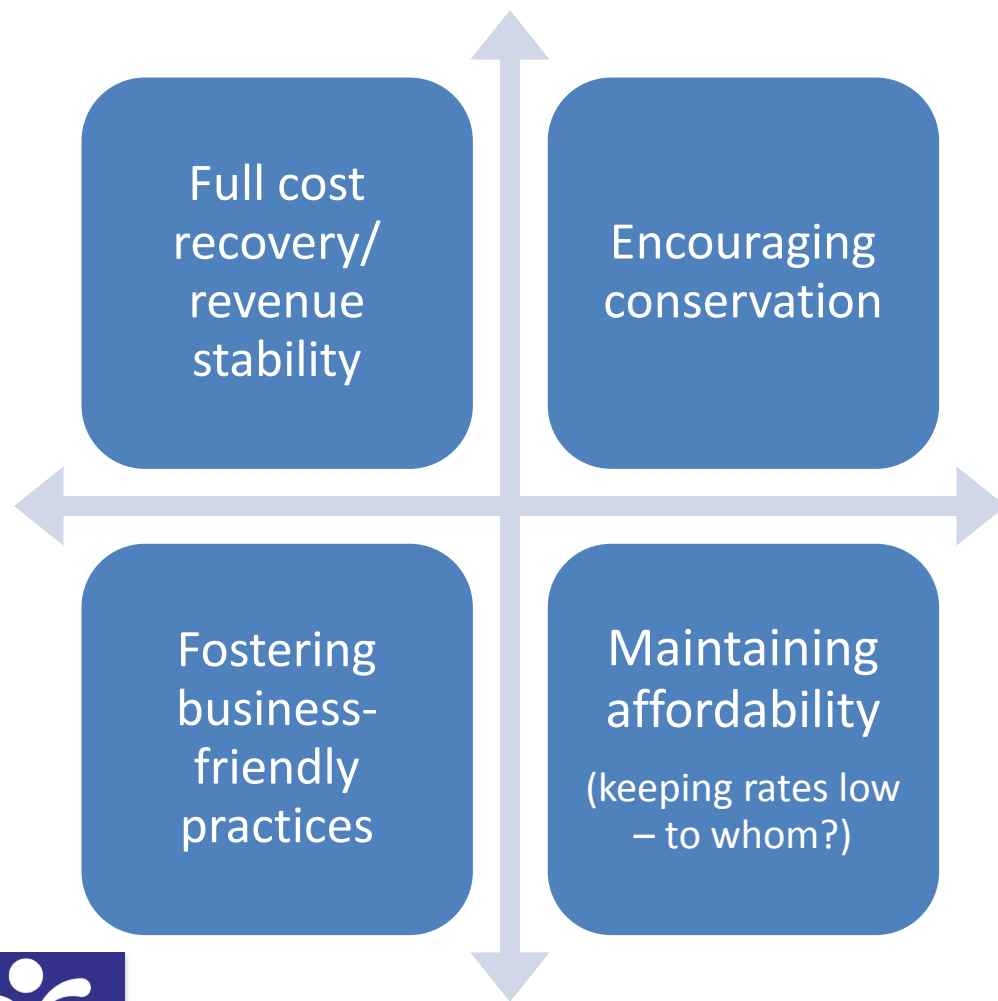 Full cost
recovery/
revenue
stability
Encouraging
conservation
Fostering
business-
friendly
practices
Maintaining
affordability
(keeping rates low
– to whom?)